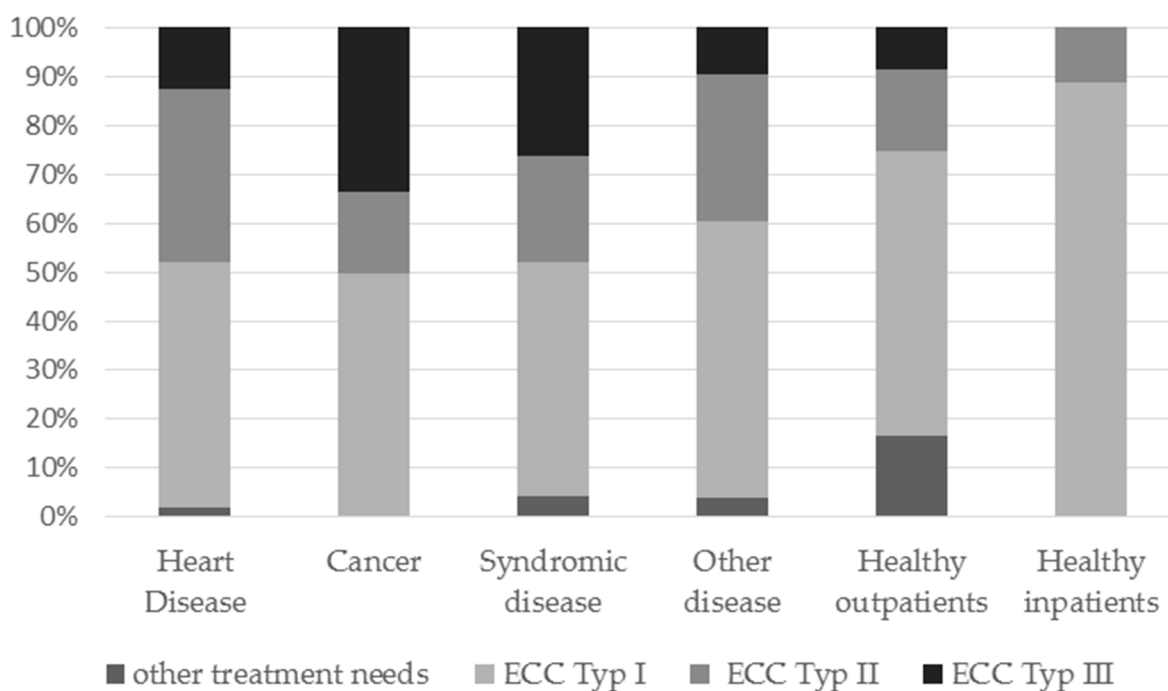 100%
90%
80%
70%
60%
50%
40%
30%
20%
10%
0%
Heart Disease
Cancer
Syndromic disease
Other disease
Healthy outpatients
Healthy inpatients
other treatment needs
ECC Typ I
ECC Typ II
ECC Typ III